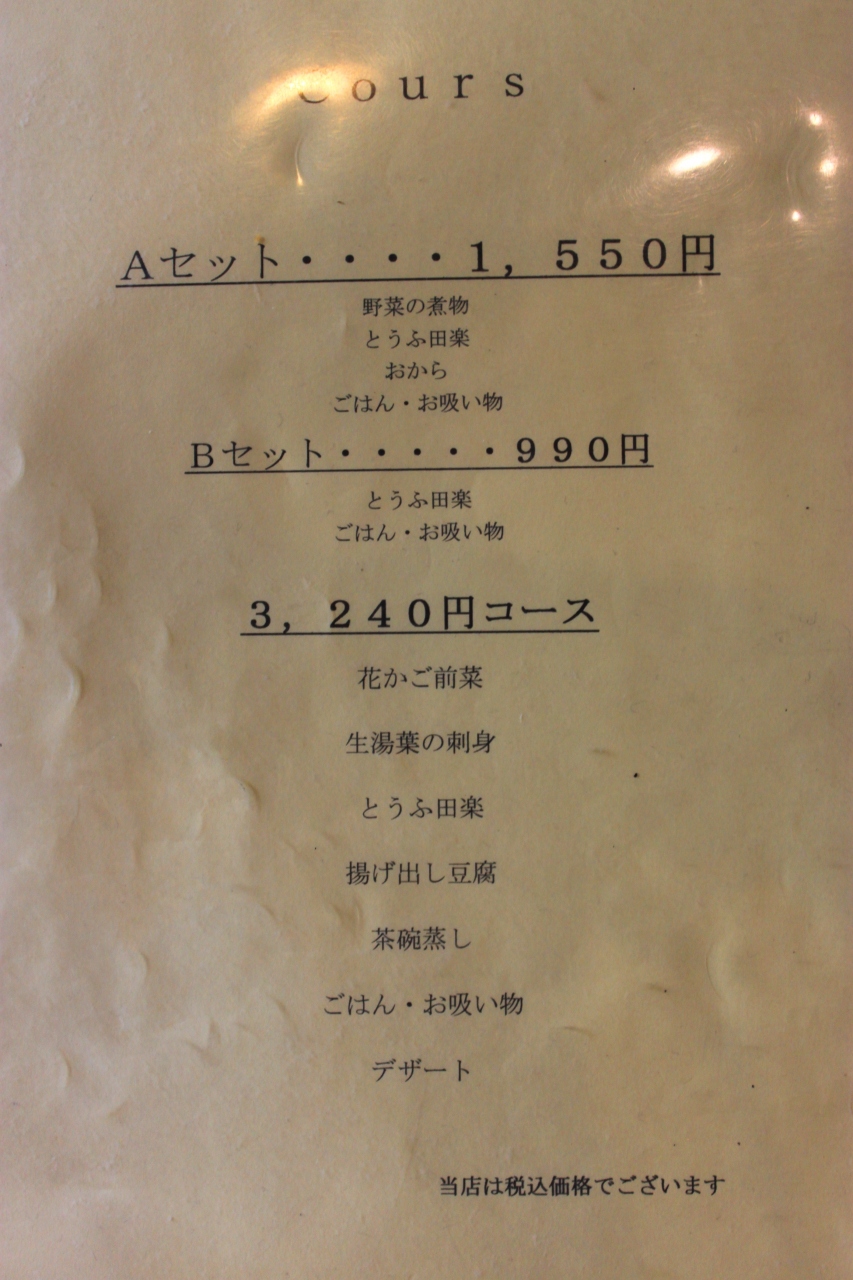 Cours
Aセット・・・・1，550円
野菜の煮物
とうふ田楽
おから
ごはん・お吸い物
Bセット・・・・・990円
とうふ田楽
ごはん・お吸い物
3，240円コース
花かご前菜
生湯葉の刺身
とうふ田楽
揚げ出し豆腐
茶碗蒸し
ごはん・お吸い物
デザート
当店は税込価格でございます